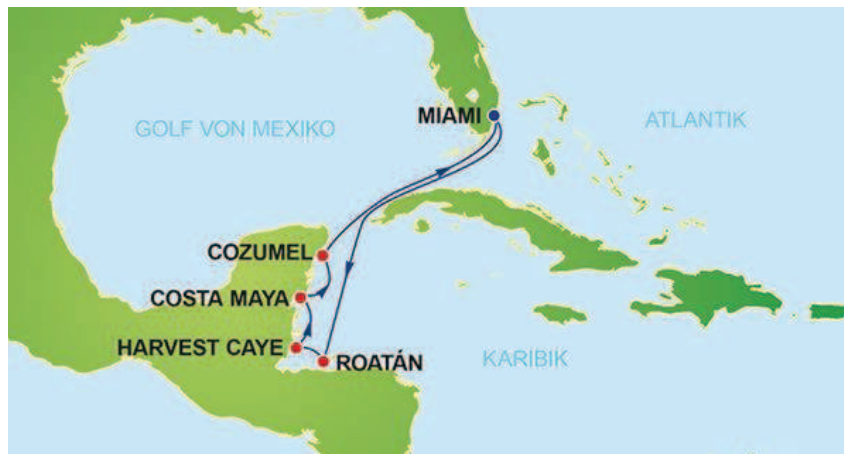 MIAMI
GOLF VON MEXIKO
ATLANTIK
COZUMEL
COSTA MAYA
HARVEST CAYE
ROATÁN
KARIBIK